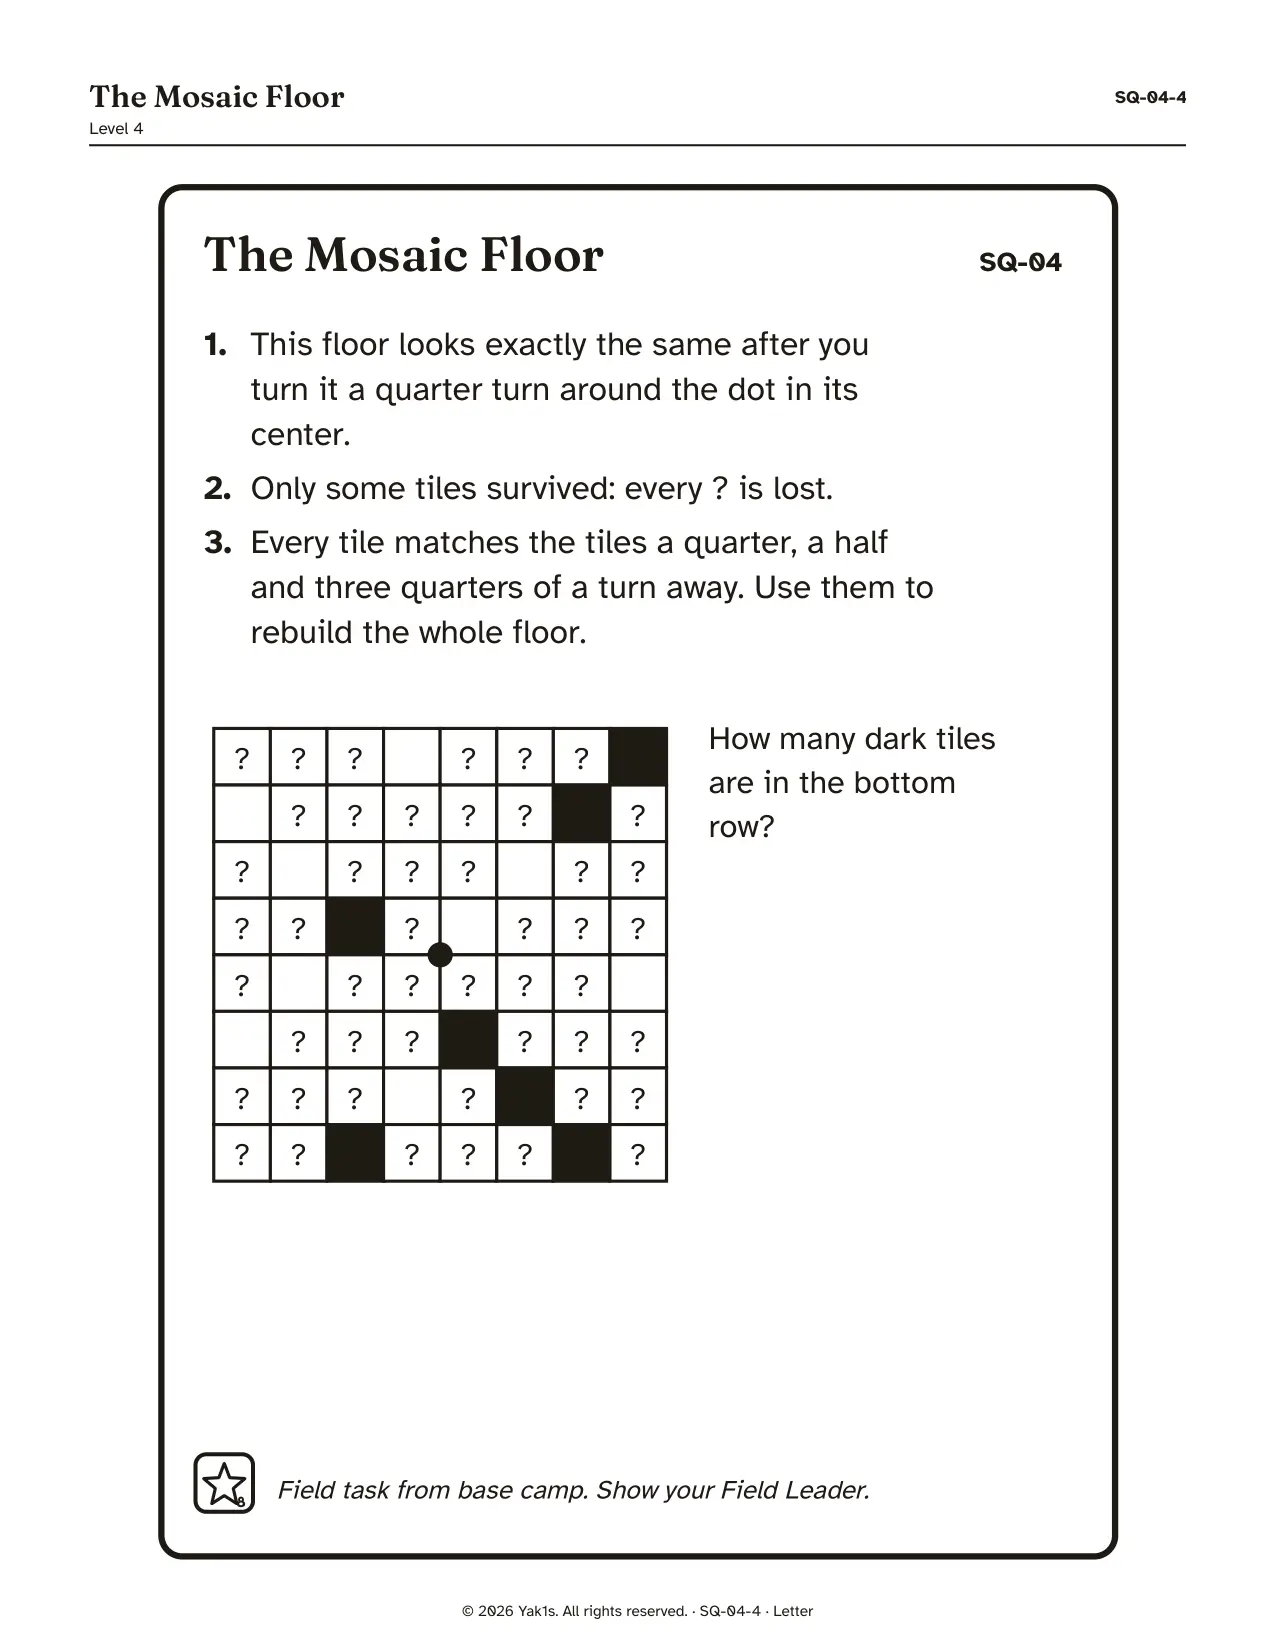 The Mosaic Floor
SQ-04-4
Level 4
The Mosaic Floor
SQ-04
1. This floor looks exactly the same after you
turn it a quarter turn around the dot in its
center.
2. Only some tiles survived: every ? is lost.
3. Every tile matches the tiles a quarter, a half
and three quarters of a turn away. Use them to
rebuild the whole floor.
? ? ? ? ? ?
? ? ? ? ? ?
? ? ? ? ? ?
? ? ? ? ? ?
? ? ? ? ? ?
? ? ? ? ? ?
? ? ? ? ? ?
? ? ? ? ? ?
How many dark tiles
are in the bottom
row?
8
Field task from base camp. Show your Field Leader.
© 2026 Yak1s. All rights reserved. · SQ-04-4 · Letter